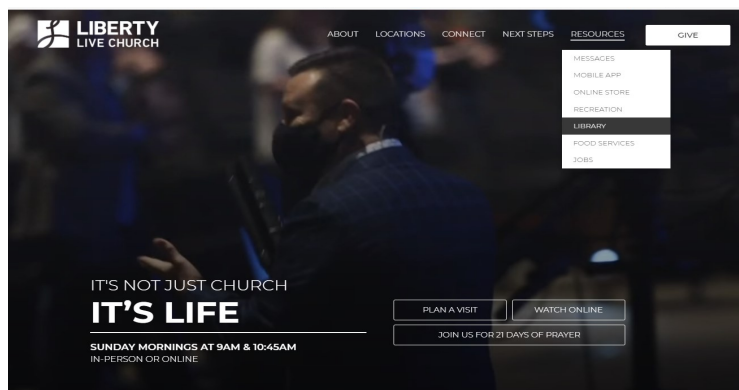 LIBERTY
LIVE CHURCH
ABOUT LOCATIONS CONNECT NEXT STEPS RESOURCES GIVE
MESSAGES
MOBILE APP
ONLINE STORE
RECREATION
LIBRARY
FOOD SERVICES
JOBS
IT'S NOT JUST CHURCH
IT'S LIFE
SUNDAY MORNINGS AT 9AM & 10:45AM
IN-PERSON OR ONLINE
PLAN A VISIT WATCH ONLINE
JOIN US FOR 21 DAYS OF PRAYER